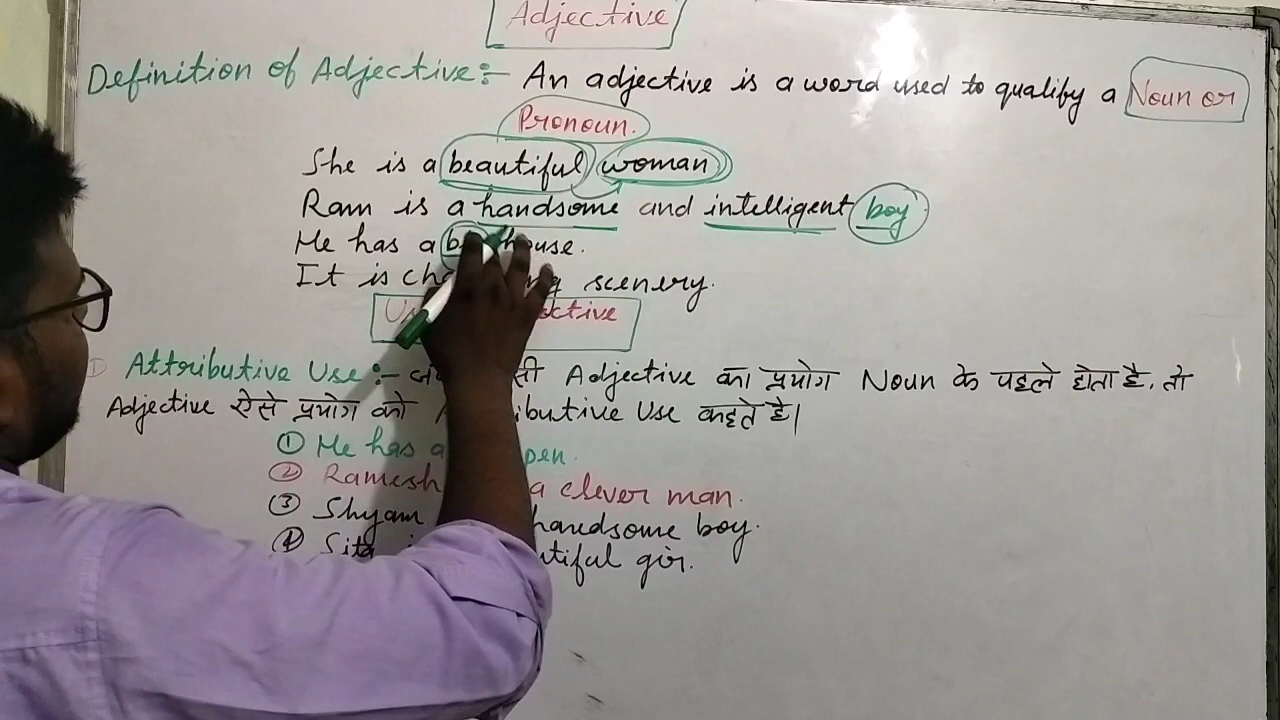 Adjective
Definition of Adjective:- An adjective is a word used to qualify a Noun or
Pronoun.
She is a beautiful woman
Ram is a handsome and intelligent boy
He has a house.
It is scenery.
Attributive Use:- Adjective का प्रयोग Noun के पहले होता है, तो
Adjective ऐसे प्रयोग को Use कहते है।
① He has a pen.
② Ramesh a clever man.
③ Shyam handsome boy.
④ Sita gir.